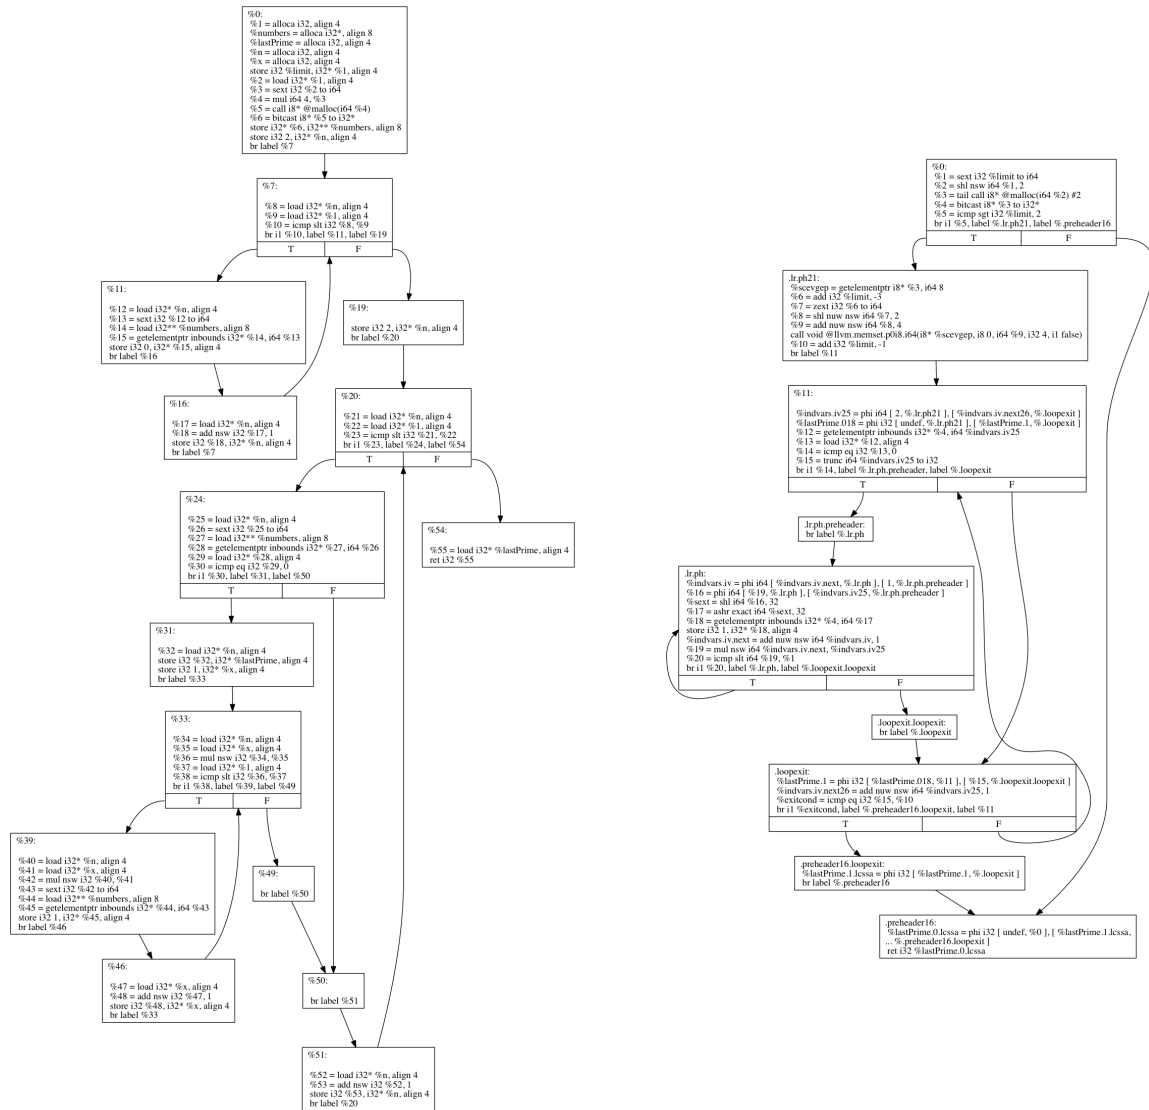 %0:
%1 = alloca i32, align 4
%numbers = alloca i32*, align 8
%lastPrime = alloca i32, align 4
%n = alloca i32, align 4
%x = alloca i32, align 4
store i32 %limit, i32* %1, align 4
%2 = load i32* %1, align 4
%3 = sext i32 %2 to i64
%4 = mul i64 4, %3
%5 = call i8* @malloc(i64 %4)
%6 = bitcast i8* %5 to i32*
store i32* %6, i32** %numbers, align 8
store i32 2, i32* %n, align 4
br label %7
%7:
%8 = load i32* %n, align 4
%9 = load i32* %1, align 4
%10 = icmp slt i32 %8, %9
br i1 %10, label %11, label %19
T F
%11:
%12 = load i32* %n, align 4
%13 = sext i32 %12 to i64
%14 = load i32** %numbers, align 8
%15 = getelementptr inbounds i32* %14, i64 %13
store i32 0, i32* %15, align 4
br label %16
%16:
%17 = load i32* %n, align 4
%18 = add nsw i32 %17, 1
store i32 %18, i32* %n, align 4
br label %7
%19:
store i32 2, i32* %n, align 4
br label %20
%20:
%21 = load i32* %n, align 4
%22 = load i32* %1, align 4
%23 = icmp slt i32 %21, %22
br i1 %23, label %24, label %54
T F
%24:
%25 = load i32* %n, align 4
%26 = sext i32 %25 to i64
%27 = load i32** %numbers, align 8
%28 = getelementptr inbounds i32* %27, i64 %26
%29 = load i32* %28, align 4
%30 = icmp eq i32 %29, 0
br i1 %30, label %31, label %50
T F
%54:
%55 = load i32* %lastPrime, align 4
ret i32 %55
%31:
%32 = load i32* %n, align 4
store i32 %32, i32* %lastPrime, align 4
store i32 1, i32* %x, align 4
br label %33
%33:
%34 = load i32* %n, align 4
%35 = load i32* %x, align 4
%36 = mul nsw i32 %34, %35
%37 = load i32* %1, align 4
%38 = icmp slt i32 %36, %37
br i1 %38, label %39, label %49
T F
%39:
%40 = load i32* %n, align 4
%41 = load i32* %x, align 4
%42 = mul nsw i32 %40, %41
%43 = sext i32 %42 to i64
%44 = load i32** %numbers, align 8
%45 = getelementptr inbounds i32* %44, i64 %43
store i32 1, i32* %45, align 4
br label %46
%49:
br label %50
%46:
%47 = load i32* %x, align 4
%48 = add nsw i32 %47, 1
store i32 %48, i32* %x, align 4
br label %33
%50:
br label %51
%51:
%52 = load i32* %n, align 4
%53 = add nsw i32 %52, 1
store i32 %53, i32* %n, align 4
br label %20
%0:
%1 = sext i32 %limit to i64
%2 = shl nsw i64 %1, 2
%3 = tail call i8* @malloc(i64 %2) #2
%4 = bitcast i8* %3 to i32*
%5 = icmp sgt i32 %limit, 2
br i1 %5, label %.lr.ph21, label %.preheader16
T F
.lr.ph21:
%scevgep = getelementptr i8* %3, i64 8
%6 = add i32 %limit, -3
%7 = zext i32 %6 to i64
%8 = shl nuw nsw i64 %7, 2
%9 = add nuw nsw i64 %8, 4
call void @llvm.memset.p0i8.i64(i8* %scevgep, i8 0, i64 %9, i32 4, i1 false)
%10 = add i32 %limit, -1
br label %11
%11:
%indvars.iv25 = phi i64 [ 2, %.lr.ph21 ], [ %indvars.iv.next26, %.loopexit ]
%lastPrime.018 = phi i32 [ undef, %.lr.ph21 ], [ %lastPrime.1, %.loopexit ]
%12 = getelementptr inbounds i32* %4, i64 %indvars.iv25
%13 = load i32* %12, align 4
%14 = icmp eq i32 %13, 0
%15 = trunc i64 %indvars.iv25 to i32
br i1 %14, label %.lr.ph.preheader, label %.loopexit
T F
.lr.ph.preheader:
br label %.lr.ph
.lr.ph:
%indvars.iv = phi i64 [ %indvars.iv.next, %.lr.ph ], [ 1, %.lr.ph.preheader ]
%16 = phi i64 [ %19, %.lr.ph ], [ %indvars.iv25, %.lr.ph.preheader ]
%sext = shl i64 %16, 32
%17 = ashr exact i64 %sext, 32
%18 = getelementptr inbounds i32* %4, i64 %17
store i32 1, i32* %18, align 4
%indvars.iv.next = add nuw nsw i64 %indvars.iv, 1
%19 = mul nsw i64 %indvars.iv.next, %indvars.iv25
%20 = icmp slt i64 %19, %1
br i1 %20, label %.lr.ph, label %.loopexit.loopexit
T F
.loopexit.loopexit:
br label %.loopexit
.loopexit:
%lastPrime.1 = phi i32 [ %lastPrime.018, %11 ], [ %15, %.loopexit.loopexit ]
%indvars.iv.next26 = add nuw nsw i64 %indvars.iv25, 1
%exitcond = icmp eq i32 %15, %10
br i1 %exitcond, label %.preheader16.loopexit, label %11
T F
.preheader16.loopexit:
%lastPrime.1.lcssa = phi i32 [ %lastPrime.1, %.loopexit ]
br label %.preheader16
.preheader16:
%lastPrime.0.lcssa = phi i32 [ undef, %0 ], [ %lastPrime.1.lcssa,
... %.preheader16.loopexit ]
ret i32 %lastPrime.0.lcssa